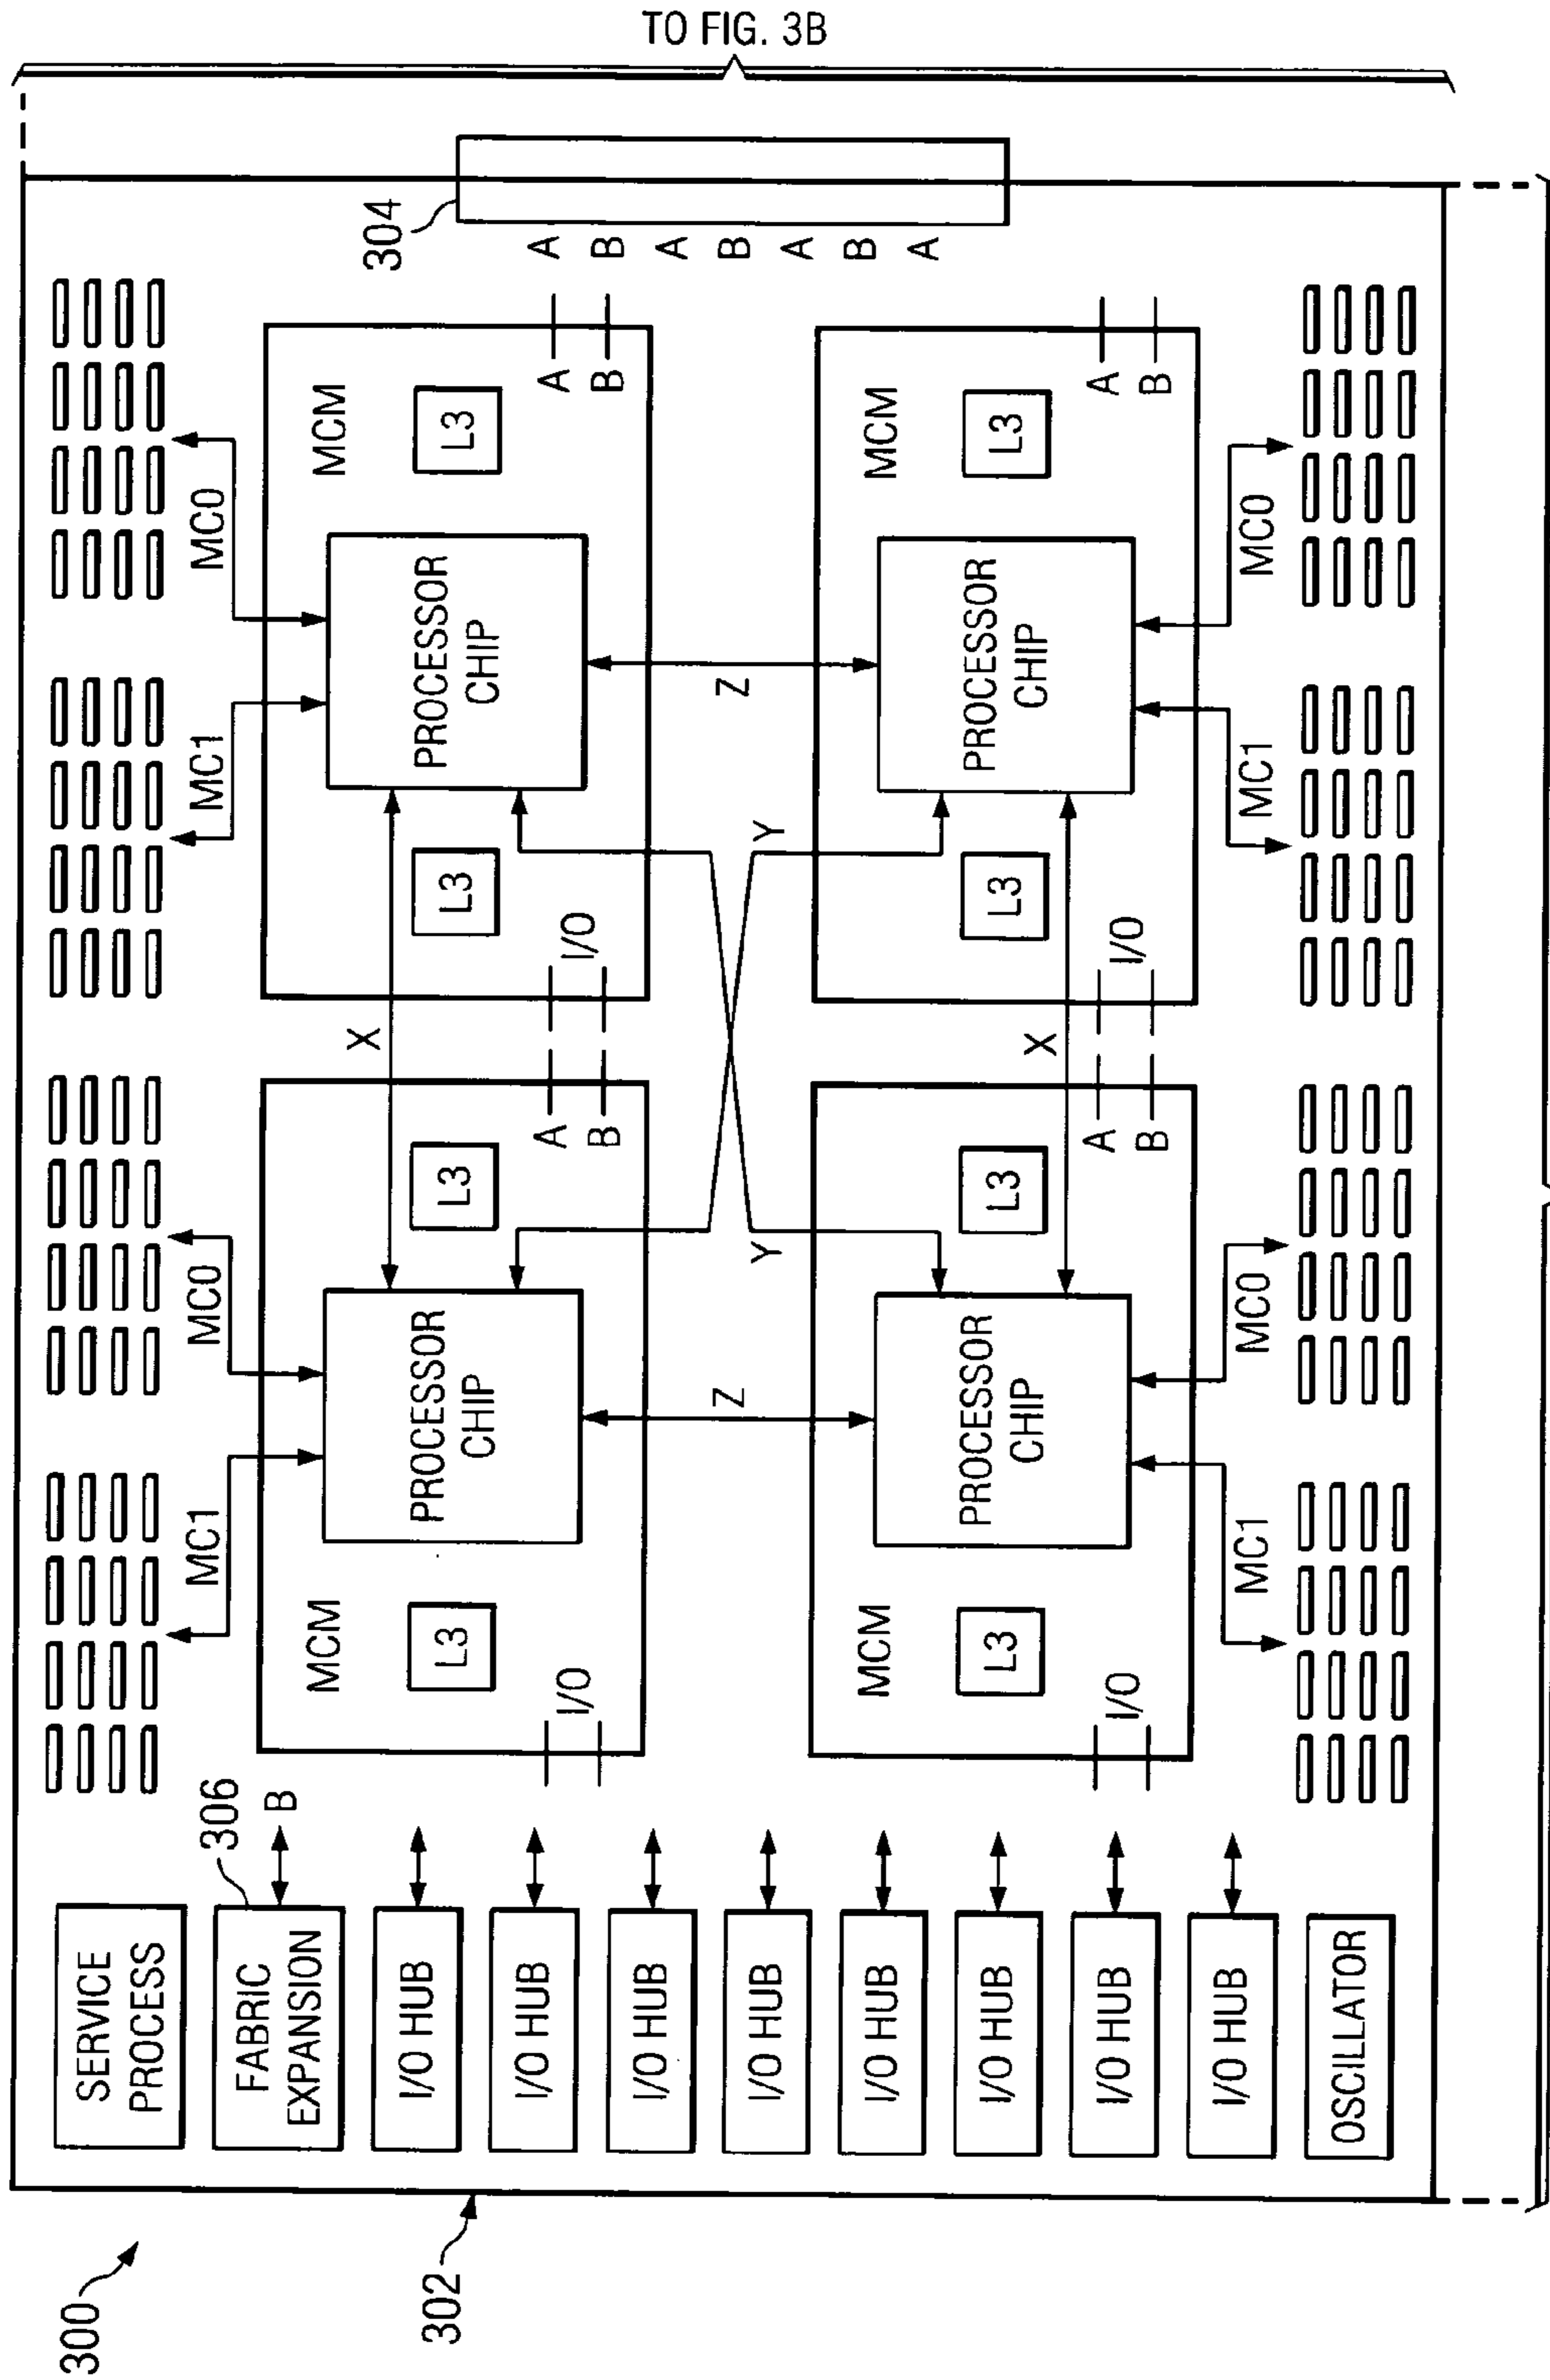 TO FIG. 3B
300
302
SERVICE
PROCESS
FABRIC
EXPANSION
306
B
I/O HUB
I/O HUB
I/O HUB
I/O HUB
I/O HUB
I/O HUB
I/O HUB
I/O HUB
OSCILLATOR
MC1
MC0
MC1
MC0
MCM
L3
PROCESSOR
CHIP
L3
I/O
A
B
X
MCM
L3
PROCESSOR
CHIP
L3
I/O
A
B
304
A
B
A
B
A
B
A
Z
Y
Y
Z
MCM
L3
PROCESSOR
CHIP
L3
I/O
A
B
X
MCM
L3
PROCESSOR
CHIP
L3
I/O
A
B
MC1
MC0
MC1
MC0